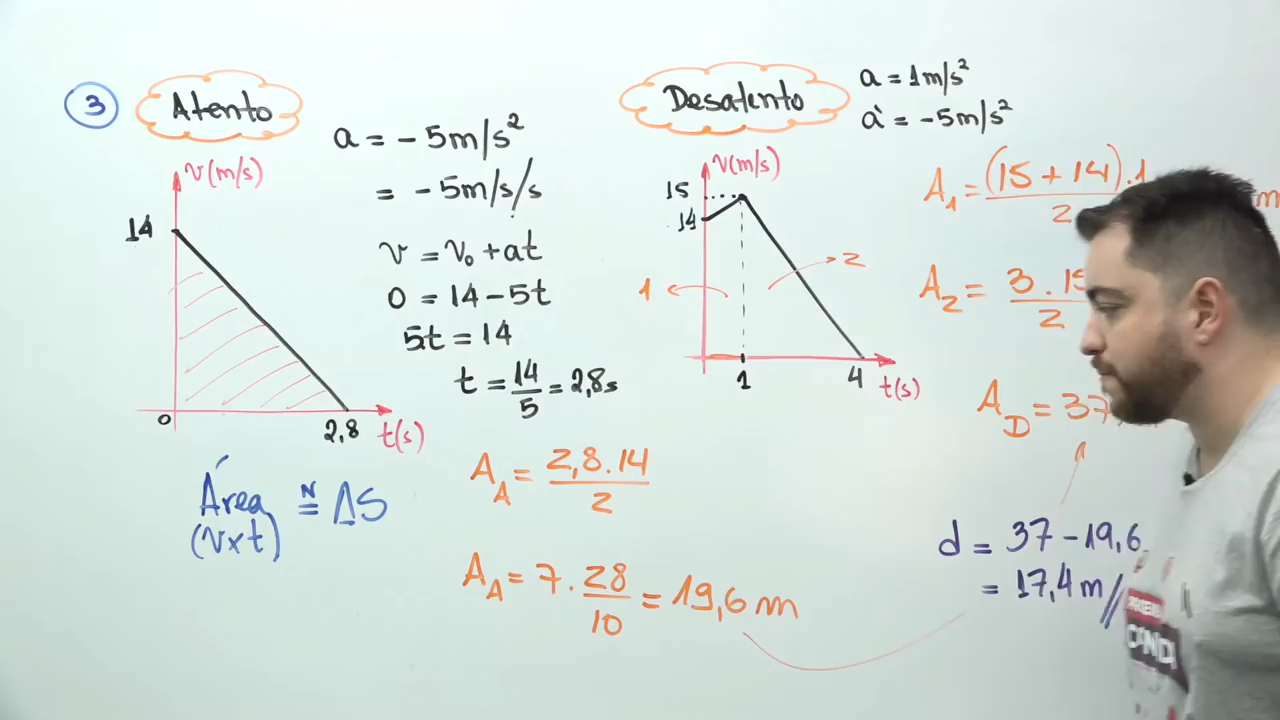 3
Atento
a = -5m/s²
= -5m/s/s
v(m/s)
14
0
2,8
t(s)
v = v₀ + at
0 = 14 - 5t
5t = 14
t = 14/5 = 2,8s
Área ≅ᴺ ΔS
(v×t)
A_A = 2,8.14/2
A_A = 7.28/10 = 19,6 m
Desatento
a = 1m/s²
a` = -5m/s²
v(m/s)
15
14
1
2
1
4
t(s)
A₁ = (15 + 14).1/2
m
A₂ = 3.15/2
A_D = 37
d = 37 - 19,6
= 17,4 m//